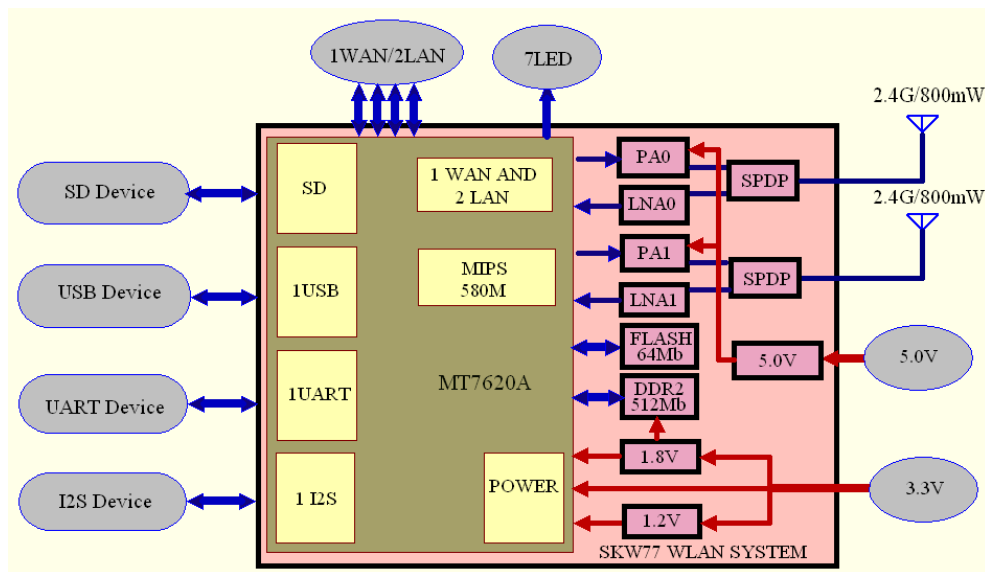 1WAN/2LAN
7LED
2.4G/800mW
SD Device
SD
1 WAN AND
2 LAN
PA0
SPDP
LNA0
2.4G/800mW
USB Device
1USB
MIPS
580M
PA1
SPDP
LNA1
FLASH
64Mb
5.0V
5.0V
UART Device
1UART
MT7620A
DDR2
512Mb
1.8V
I2S Device
1 I2S
POWER
3.3V
1.2V
SKW77 WLAN SYSTEM